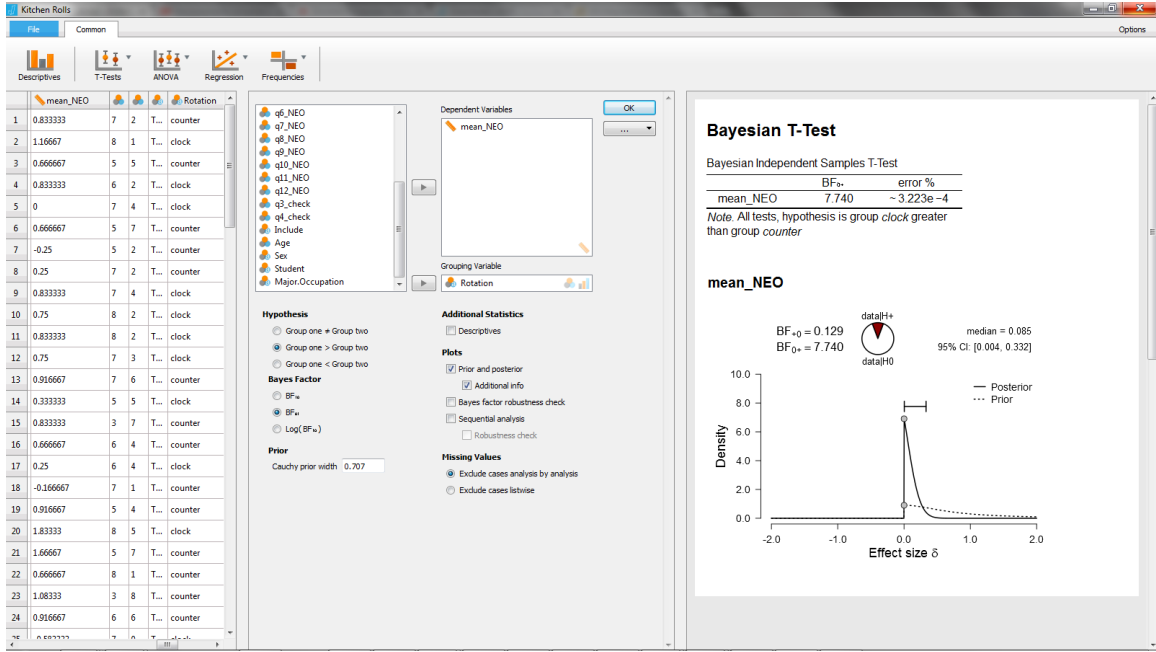 Kitchen Rolls
File Common Options
Descriptives T-Tests ANOVA Regression Frequencies
mean_NEO Rotation
1 0.833333 7 2 T... counter
2 1.16667 8 1 T... clock
3 0.666667 5 5 T... counter
4 0.833333 6 2 T... clock
5 0 7 4 T... clock
6 0.666667 5 7 T... counter
7 -0.25 5 2 T... counter
8 0.25 7 2 T... counter
9 0.833333 7 4 T... clock
10 0.75 8 2 T... clock
11 0.833333 8 2 T... clock
12 0.75 7 3 T... clock
13 0.916667 7 6 T... counter
14 0.333333 5 5 T... counter
15 0.833333 3 7 T... counter
16 0.666667 6 4 T... counter
17 0.25 6 4 T... clock
18 -0.166667 7 1 T... counter
19 0.916667 5 4 T... counter
20 1.83333 8 5 T... clock
21 1.66667 5 7 T... counter
22 0.666667 8 1 T... counter
23 1.08333 3 8 T... counter
24 0.916667 6 6 T... counter
q6_NEO
q7_NEO
q8_NEO
q9_NEO
q10_NEO
q11_NEO
q12_NEO
q3_check
q4_check
Include
Age
Sex
Student
Major.Occupation
Dependent Variables
mean_NEO
OK
...
Grouping Variable
Rotation
Hypothesis
Group one ≠ Group two
Group one > Group two
Group one < Group two
Bayes Factor
BF₁₀
BF₀₁
Log(BF₁₀)
Prior
Cauchy prior width 0.707
Additional Statistics
Descriptives
Plots
Prior and posterior
Additional info
Bayes factor robustness check
Sequential analysis
Robustness check
Missing Values
Exclude cases analysis by analysis
Exclude cases listwise
Bayesian T-Test
Bayesian Independent Samples T-Test
BF₀₊ error %
mean_NEO 7.740 ~ 3.223e -4
Note. All tests, hypothesis is group clock greater
than group counter
mean_NEO
data|H+
BF₊₀ = 0.129
BF₀₊ = 7.740
data|H0
median = 0.085
95% CI: [0.004, 0.332]
Posterior
Prior
10.0
8.0
6.0
4.0
2.0
0.0
Density
-2.0 -1.0 0.0 1.0 2.0
Effect size δ